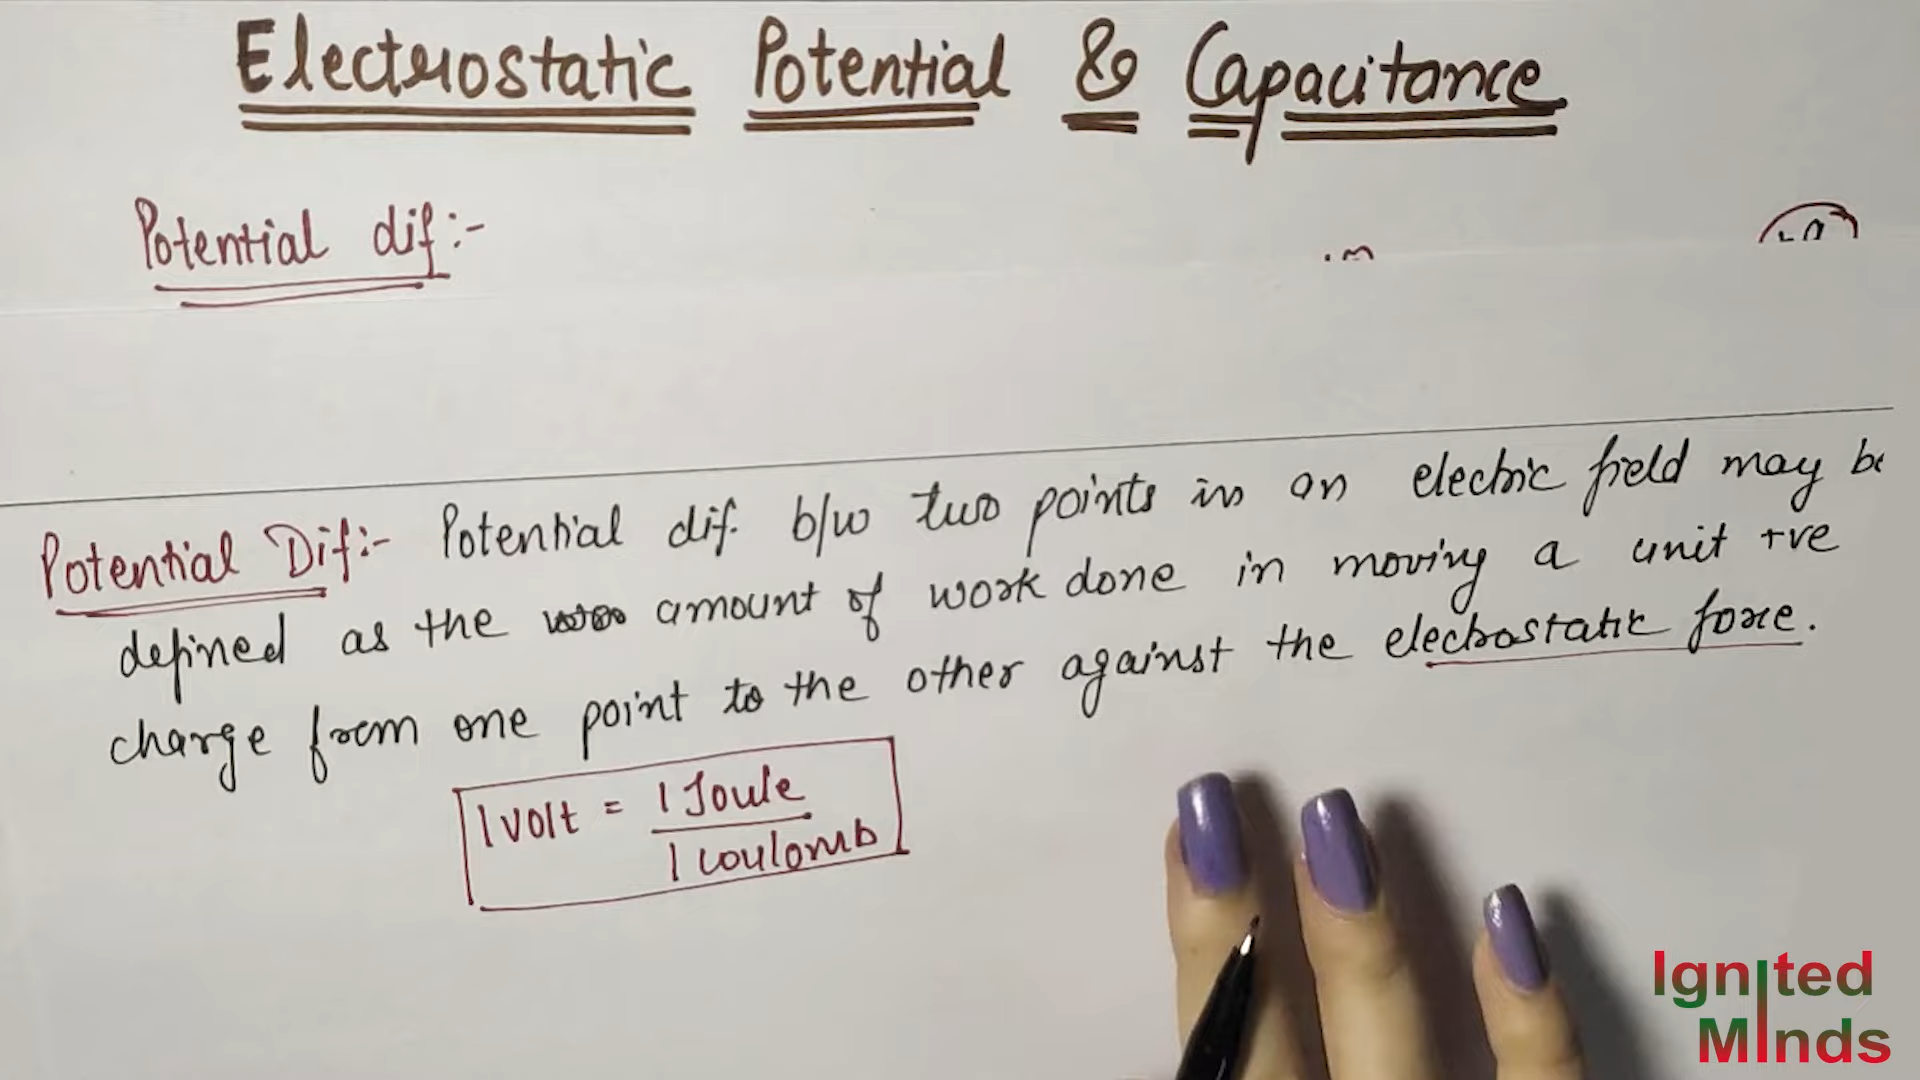 Electrostatic Potential & Capacitance
Potential dif:-
Potential Dif:- Potential dif. b/w two points in an electric field may be
defined as the amount of work done in moving a unit +ve
charge from one point to the other against the electrostatic force.
1 volt = 1 Joule
1 coulomb
Ignited
Minds